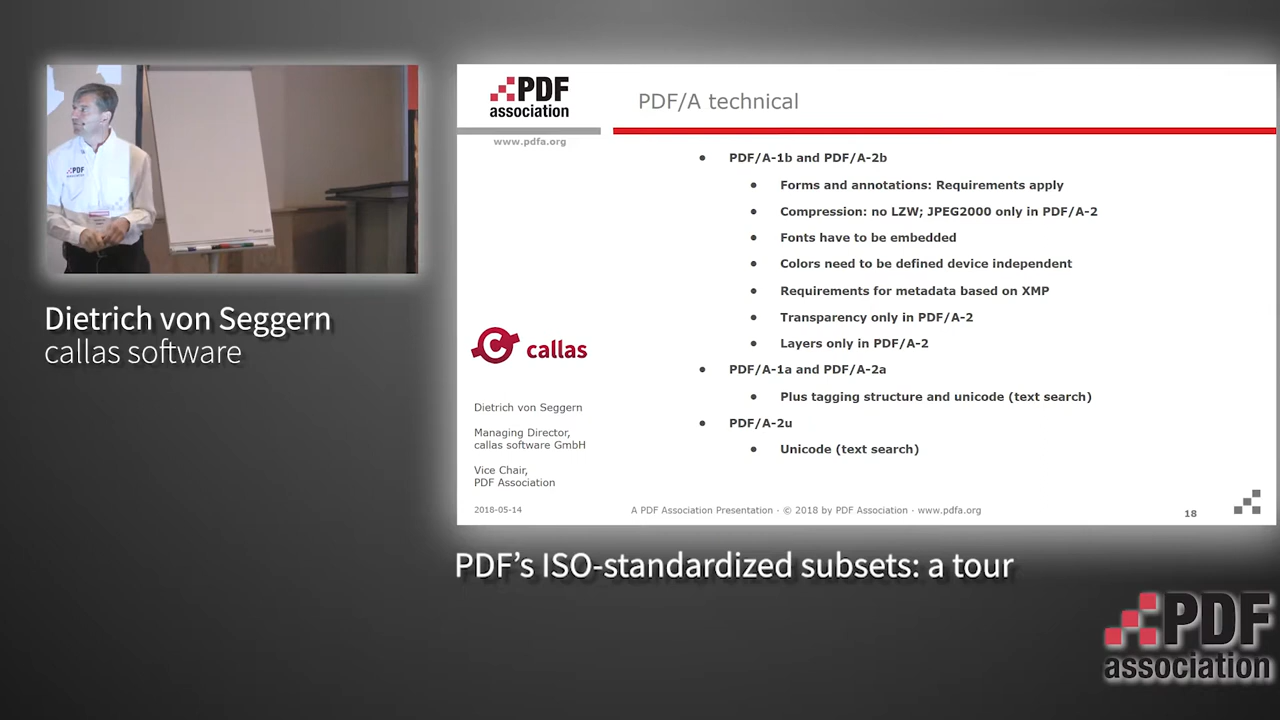 PDF
association
www.pdfa.org
PDF/A technical
• PDF/A-1b and PDF/A-2b
• Forms and annotations: Requirements apply
• Compression: no LZW; JPEG2000 only in PDF/A-2
• Fonts have to be embedded
• Colors need to be defined device independent
• Requirements for metadata based on XMP
• Transparency only in PDF/A-2
• Layers only in PDF/A-2
• PDF/A-1a and PDF/A-2a
• Plus tagging structure and unicode (text search)
• PDF/A-2u
• Unicode (text search)
callas
Dietrich von Seggern
Managing Director,
callas software GmbH
Vice Chair,
PDF Association
2018-05-14
A PDF Association Presentation · © 2018 by PDF Association · www.pdfa.org
18
PDF
Dietrich von Seggern
callas software
PDF’s ISO-standardized subsets: a tour
PDF
association